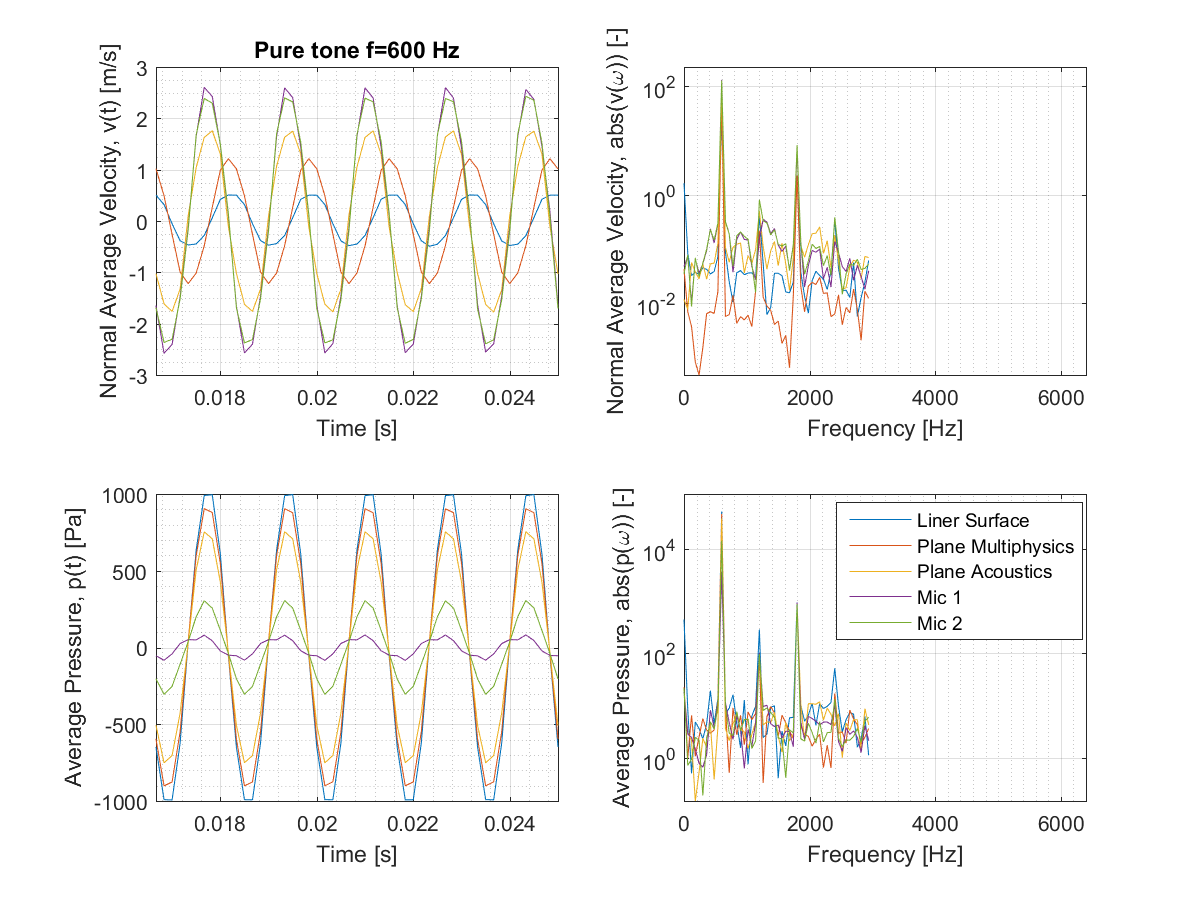 Pure tone f=600 Hz
Normal Average Velocity, v(t) [m/s]
3
2
1
0
-1
-2
-3
0.018 0.02 0.022 0.024
Time [s]
Normal Average Velocity, abs(v(ω)) [-]
10^2
10^0
10^-2
0 2000 4000 6000
Frequency [Hz]
Average Pressure, p(t) [Pa]
1000
500
0
-500
-1000
0.018 0.02 0.022 0.024
Time [s]
Average Pressure, abs(p(ω)) [-]
10^4
10^2
10^0
0 2000 4000 6000
Frequency [Hz]
Liner Surface
Plane Multiphysics
Plane Acoustics
Mic 1
Mic 2